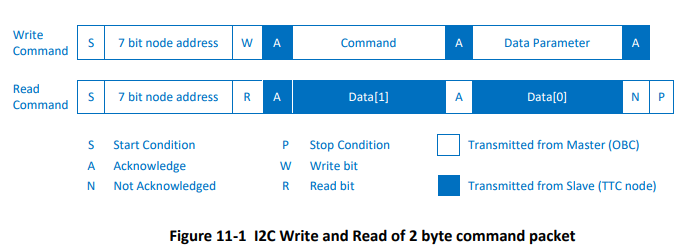 Write Command S 7 bit node address W A Command A Data Parameter A
Read Command S 7 bit node address R A Data[1] A Data[0] N P
S Start Condition P Stop Condition Transmitted from Master (OBC)
A Acknowledge W Write bit
N Not Acknowledged R Read bit Transmitted from Slave (TTC node)
Figure 11-1 I2C Write and Read of 2 byte command packet